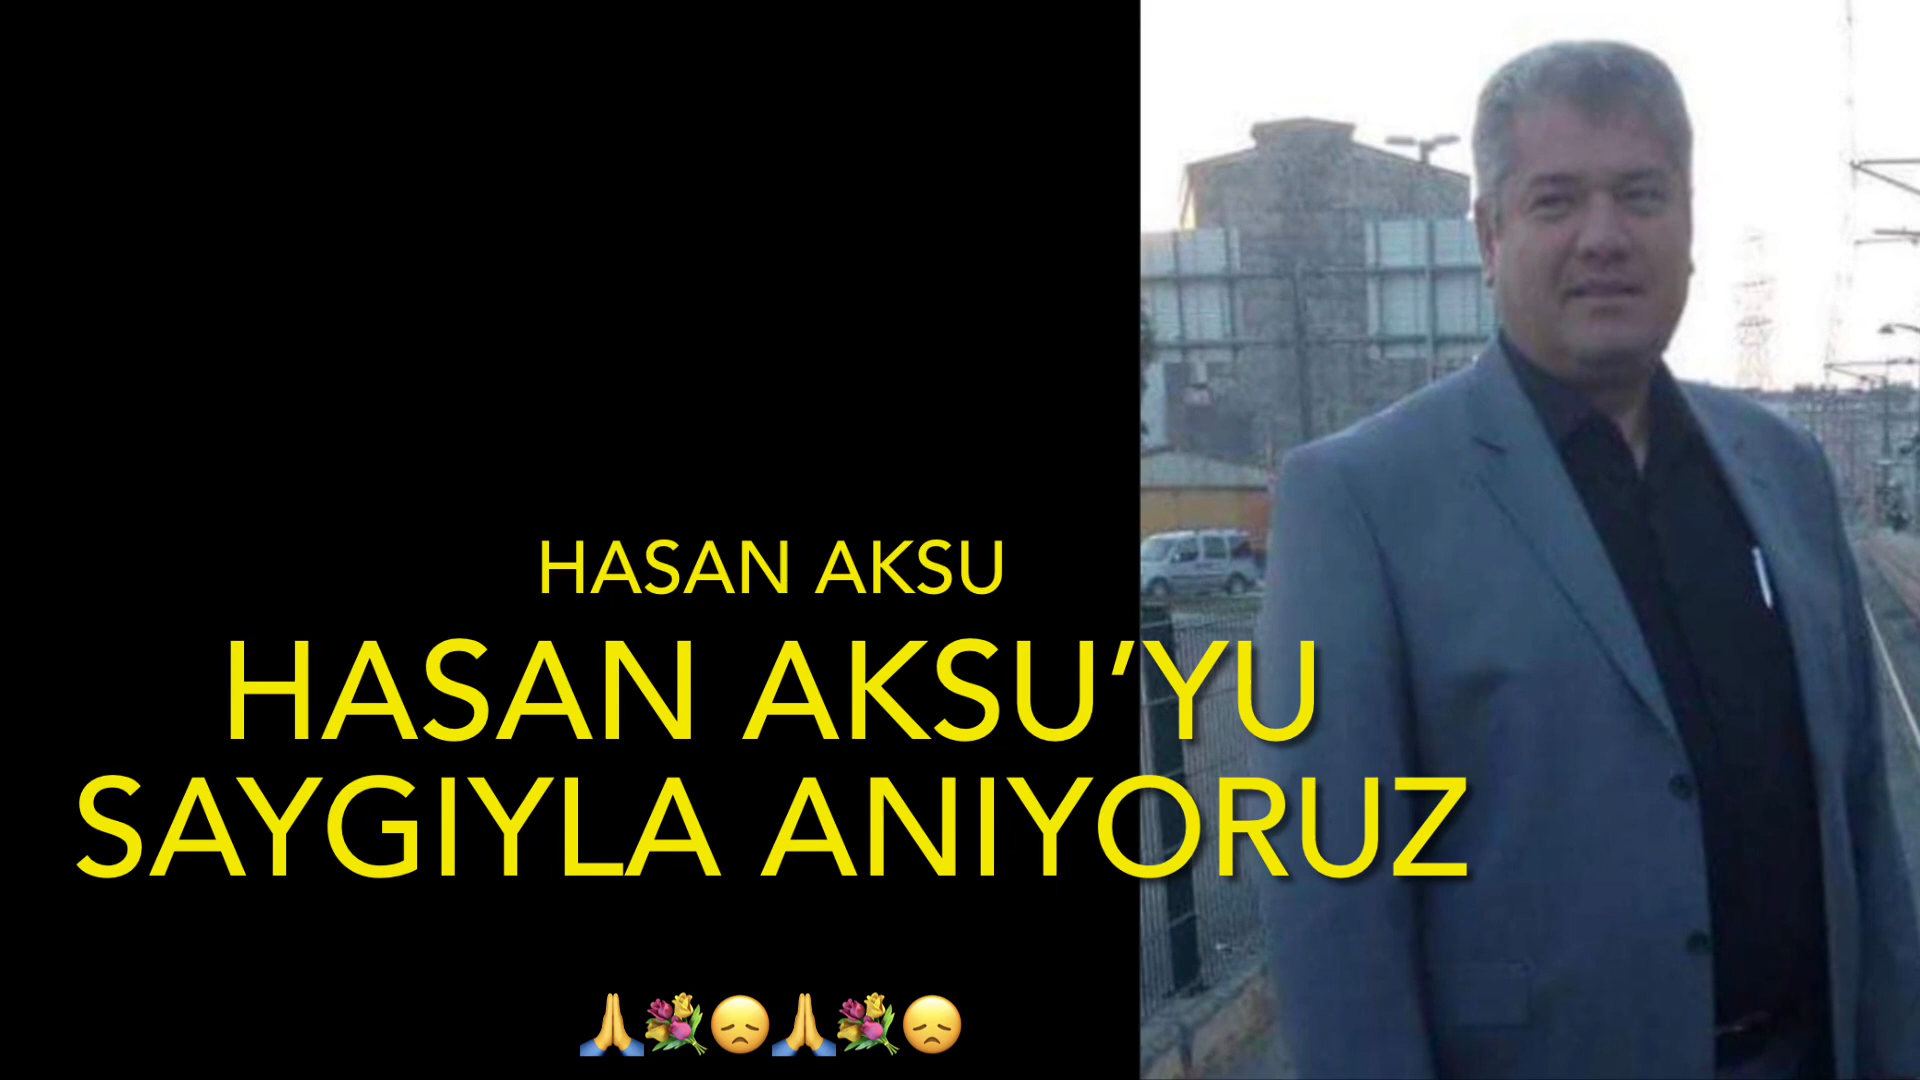 HASAN AKSU
HASAN AKSU’YU
SAYGIYLA ANIYORUZ
🙏💐😞🙏💐😞